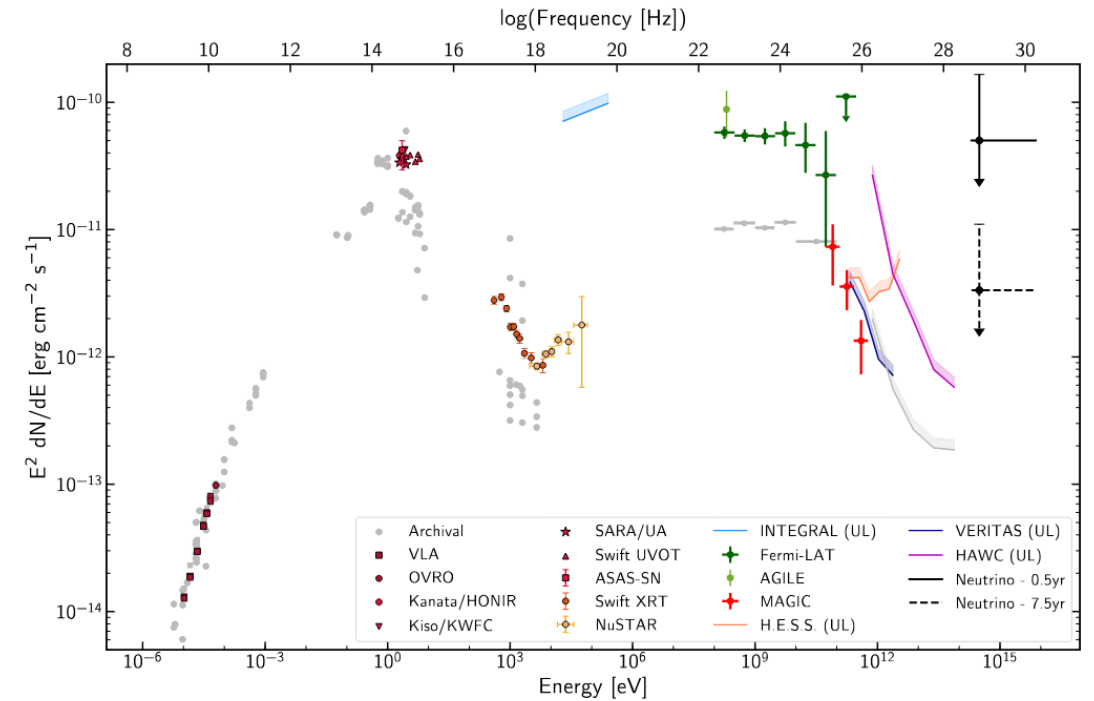 log(Frequency [Hz])
8 10 12 14 16 18 20 22 24 26 28 30
E² dN/dE [erg cm⁻² s⁻¹]
10⁻¹⁰
10⁻¹¹
10⁻¹²
10⁻¹³
10⁻¹⁴
Archival
VLA
OVRO
Kanata/HONIR
Kiso/KWFC
SARA/UA
Swift UVOT
ASAS-SN
Swift XRT
NuSTAR
INTEGRAL (UL)
Fermi-LAT
AGILE
MAGIC
H.E.S.S. (UL)
VERITAS (UL)
HAWC (UL)
Neutrino - 0.5yr
Neutrino - 7.5yr
10⁻⁶ 10⁻³ 10⁰ 10³ 10⁶ 10⁹ 10¹² 10¹⁵
Energy [eV]